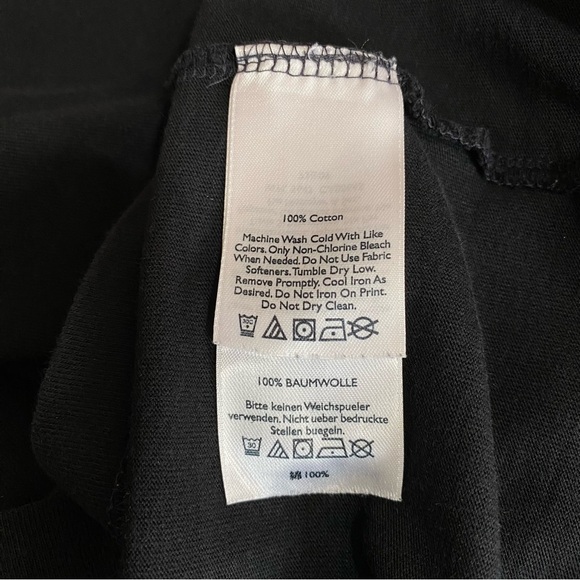 100% Cotton
Machine Wash Cold With Like
Colors. Only Non-Chlorine Bleach
When Needed. Do Not Use Fabric
Softeners. Tumble Dry Low.
Remove Promptly. Cool Iron As
Desired. Do Not Iron On Print.
Do Not Dry Clean.
30
100% BAUMWOLLE
Bitte keinen Weichspueler
verwenden. Nicht ueber bedruckte
Stellen buegeln.
30
100%